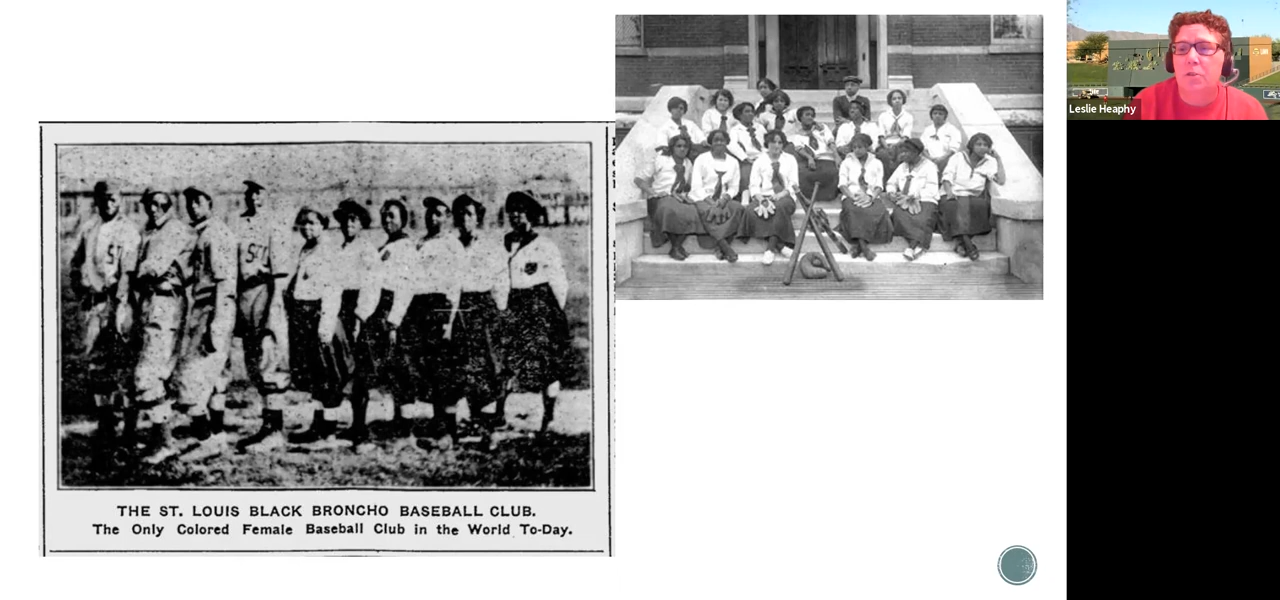 THE ST. LOUIS BLACK BRONCHO BASEBALL CLUB.
The Only Colored Female Baseball Club in the World To-Day.
Leslie Heaphy